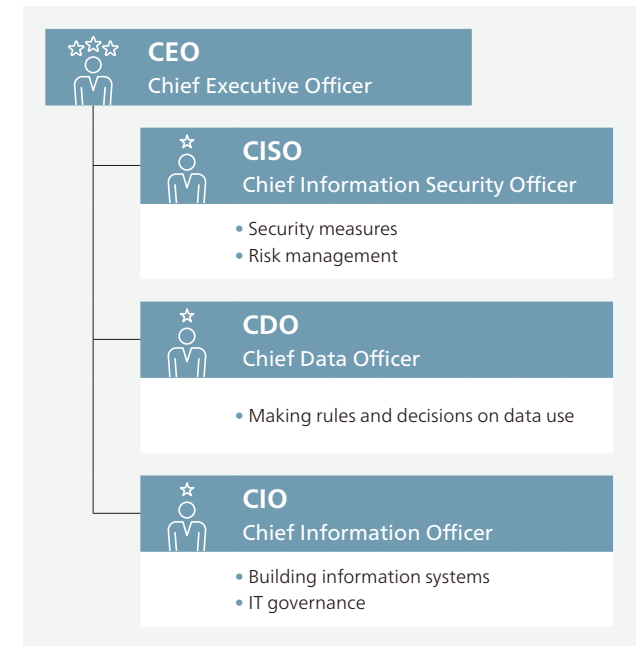 CEO
Chief Executive Officer
CISO
Chief Information Security Officer
• Security measures
• Risk management
CDO
Chief Data Officer
• Making rules and decisions on data use
CIO
Chief Information Officer
• Building information systems
• IT governance